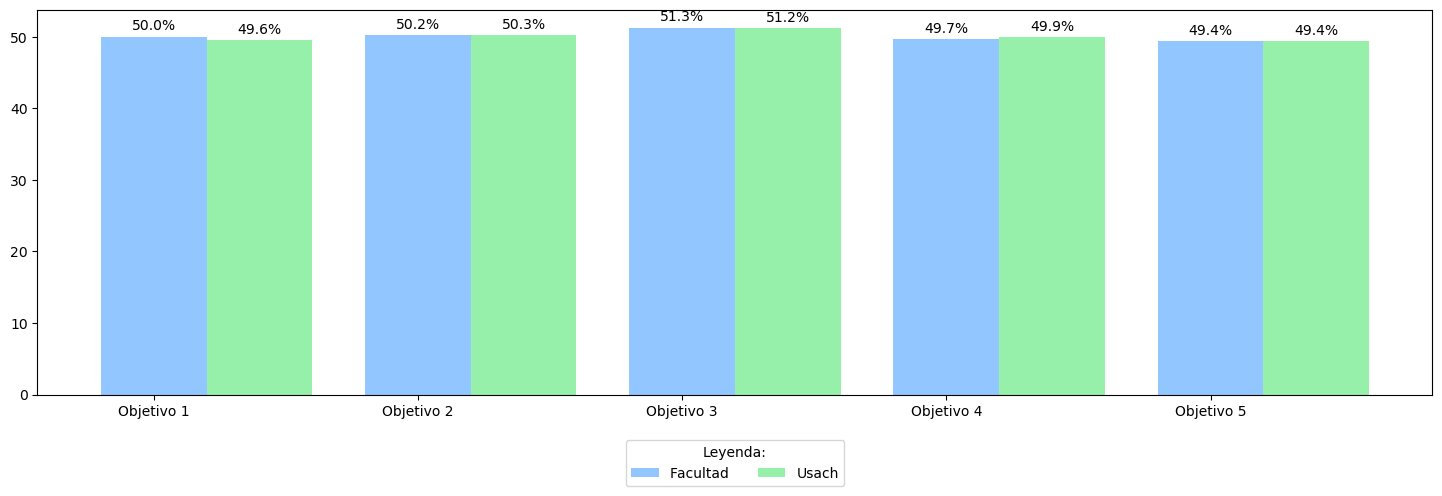 50.0% 49.6% 50.2% 50.3% 51.3% 51.2% 49.7% 49.9% 49.4% 49.4%
50
40
30
20
10
0
Objetivo 1 Objetivo 2 Objetivo 3 Objetivo 4 Objetivo 5
Leyenda:
Facultad Usach